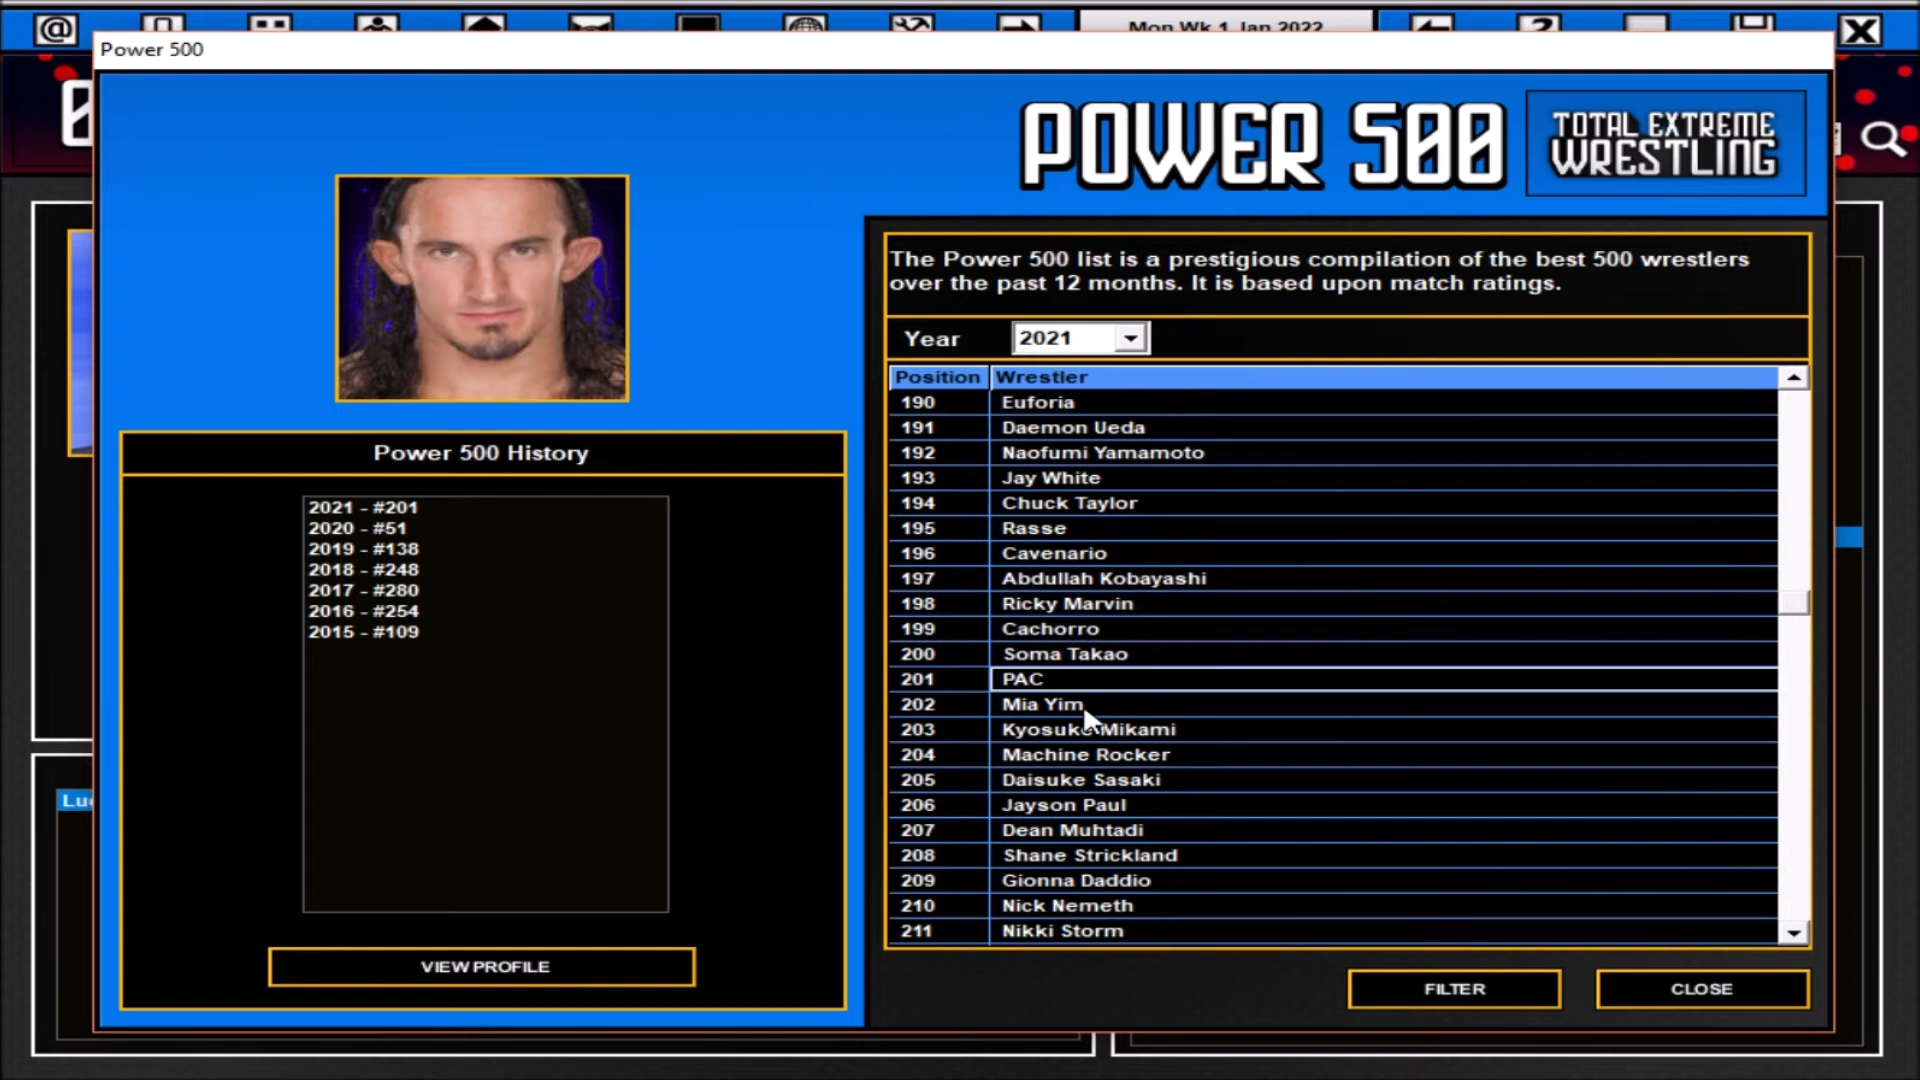 Mon Wk 1 Jan 2022
Power 500
POWER 500
TOTAL EXTREME
WRESTLING
The Power 500 list is a prestigious compilation of the best 500 wrestlers
over the past 12 months. It is based upon match ratings.
Year 2021
Position Wrestler
190 Euforia
191 Daemon Ueda
192 Naofumi Yamamoto
193 Jay White
194 Chuck Taylor
195 Rasse
196 Cavenario
197 Abdullah Kobayashi
198 Ricky Marvin
199 Cachorro
200 Soma Takao
201 PAC
202 Mia Yim
203 Kyosuke Mikami
204 Machine Rocker
205 Daisuke Sasaki
206 Jayson Paul
207 Dean Muhtadi
208 Shane Strickland
209 Gionna Daddio
210 Nick Nemeth
211 Nikki Storm
Power 500 History
2021 - #201
2020 - #51
2019 - #138
2018 - #248
2017 - #280
2016 - #254
2015 - #109
VIEW PROFILE
FILTER
CLOSE